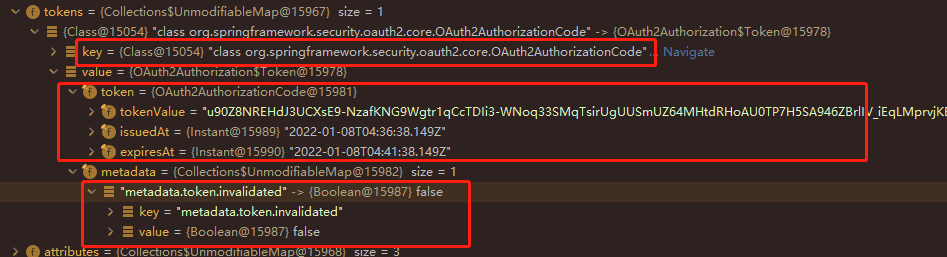 tokens = {Collections$UnmodifiableMap@15967} size = 1
{Class@15054} "class org.springframework.security.oauth2.core.OAuth2AuthorizationCode" -> {OAuth2Authorization$Token@15978}
key = {Class@15054} "class org.springframework.security.oauth2.core.OAuth2AuthorizationCode" ... Navigate
value = {OAuth2Authorization$Token@15978}
token = {OAuth2AuthorizationCode@15981}
tokenValue = "u90Z8NREHdJ3UCXsE9-NzafKNG9Wgtr1qCcTDIi3-WNoq33SMqTsirUgUUSmUZ64MHtdRHoAU0TP7H5SA946ZBrlIV_iEqLMprvjKE
issuedAt = {Instant@15989} "2022-01-08T04:36:38.149Z"
expiresAt = {Instant@15990} "2022-01-08T04:41:38.149Z"
metadata = {Collections$UnmodifiableMap@15982} size = 1
"metadata.token.invalidated" -> {Boolean@15987} false
key = "metadata.token.invalidated"
value = {Boolean@15987} false
attributes = {Collections$UnmodifiableMap@15968} size = 3